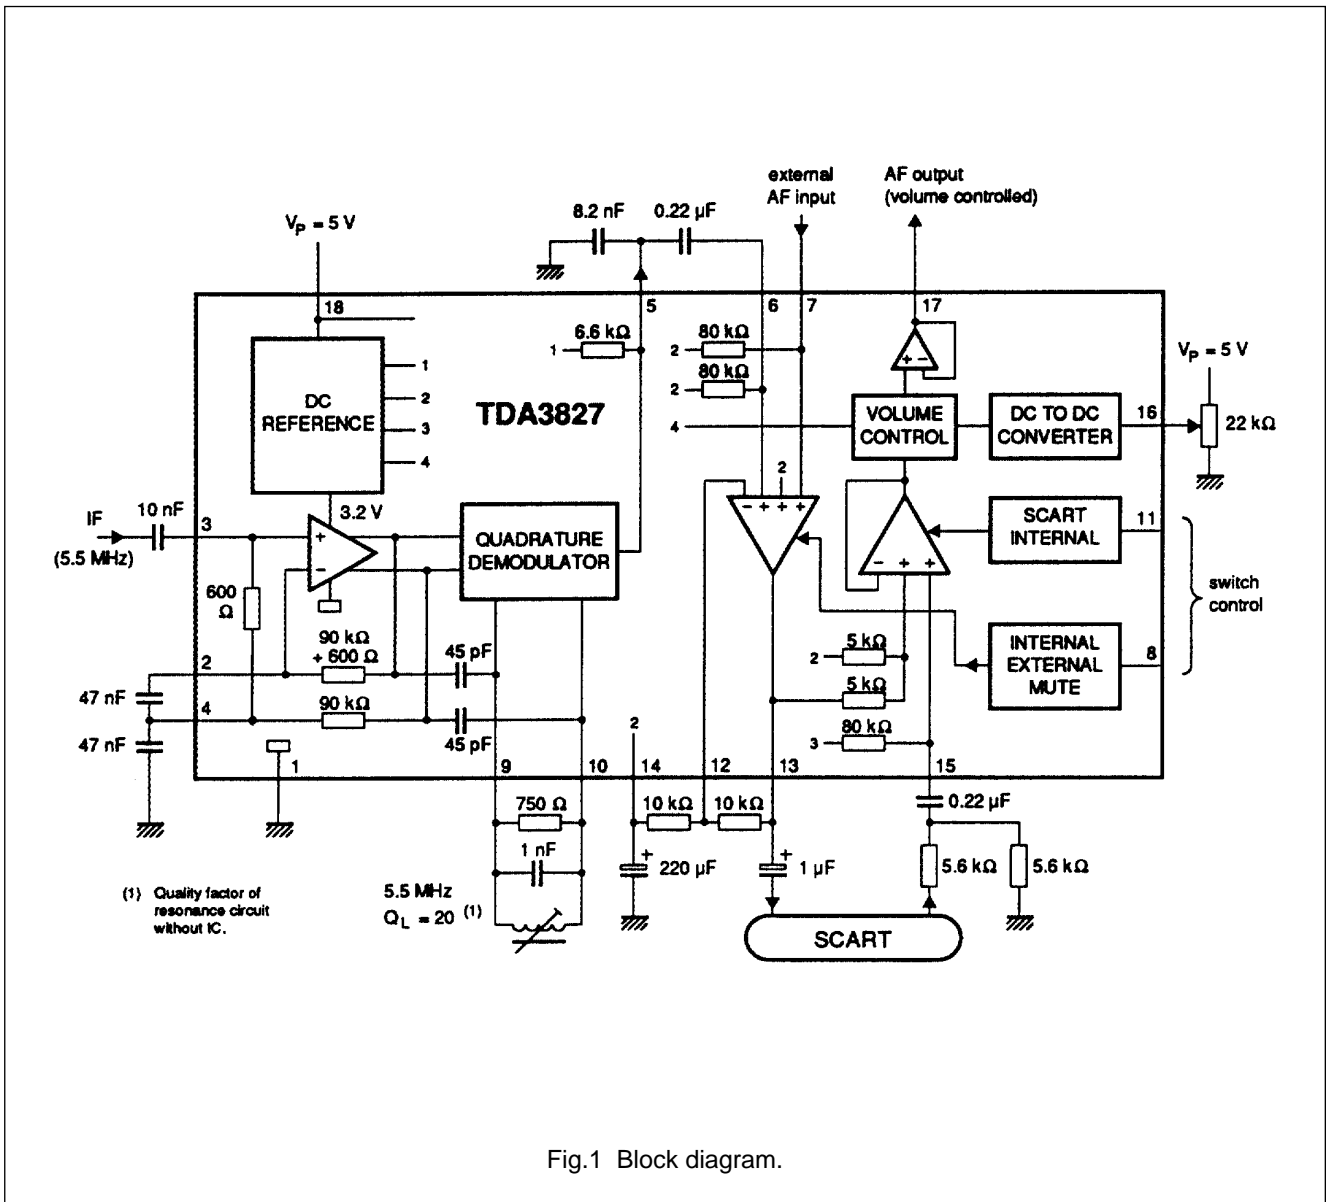 external
AF input
AF output
(volume controlled)
8.2 nF
0.22 µF
VP = 5 V
18
5
6
7
17
6.6 kΩ
1
80 kΩ
2
80 kΩ
2
+ −
VP = 5 V
1
2
3
4
DC
REFERENCE
TDA3827
4
VOLUME
CONTROL
DC TO DC
CONVERTER
16
22 kΩ
3.2 V
2
− + + +
10 nF
IF
(5.5 MHz)
3
+
−
QUADRATURE
DEMODULATOR
SCART
INTERNAL
11
− + +
600
Ω
switch
control
90 kΩ
+ 600 Ω
45 pF
2
5 kΩ
2
INTERNAL
EXTERNAL
MUTE
8
47 nF
4
90 kΩ
45 pF
5 kΩ
47 nF
2
80 kΩ
3
1
9
10
14
12
13
15
750 Ω
10 kΩ
10 kΩ
0.22 µF
1 nF
+
220 µF
+
1 µF
5.6 kΩ
5.6 kΩ
(1) Quality factor of
resonance circuit
without IC.
5.5 MHz
QL = 20 (1)
SCART
Fig.1 Block diagram.